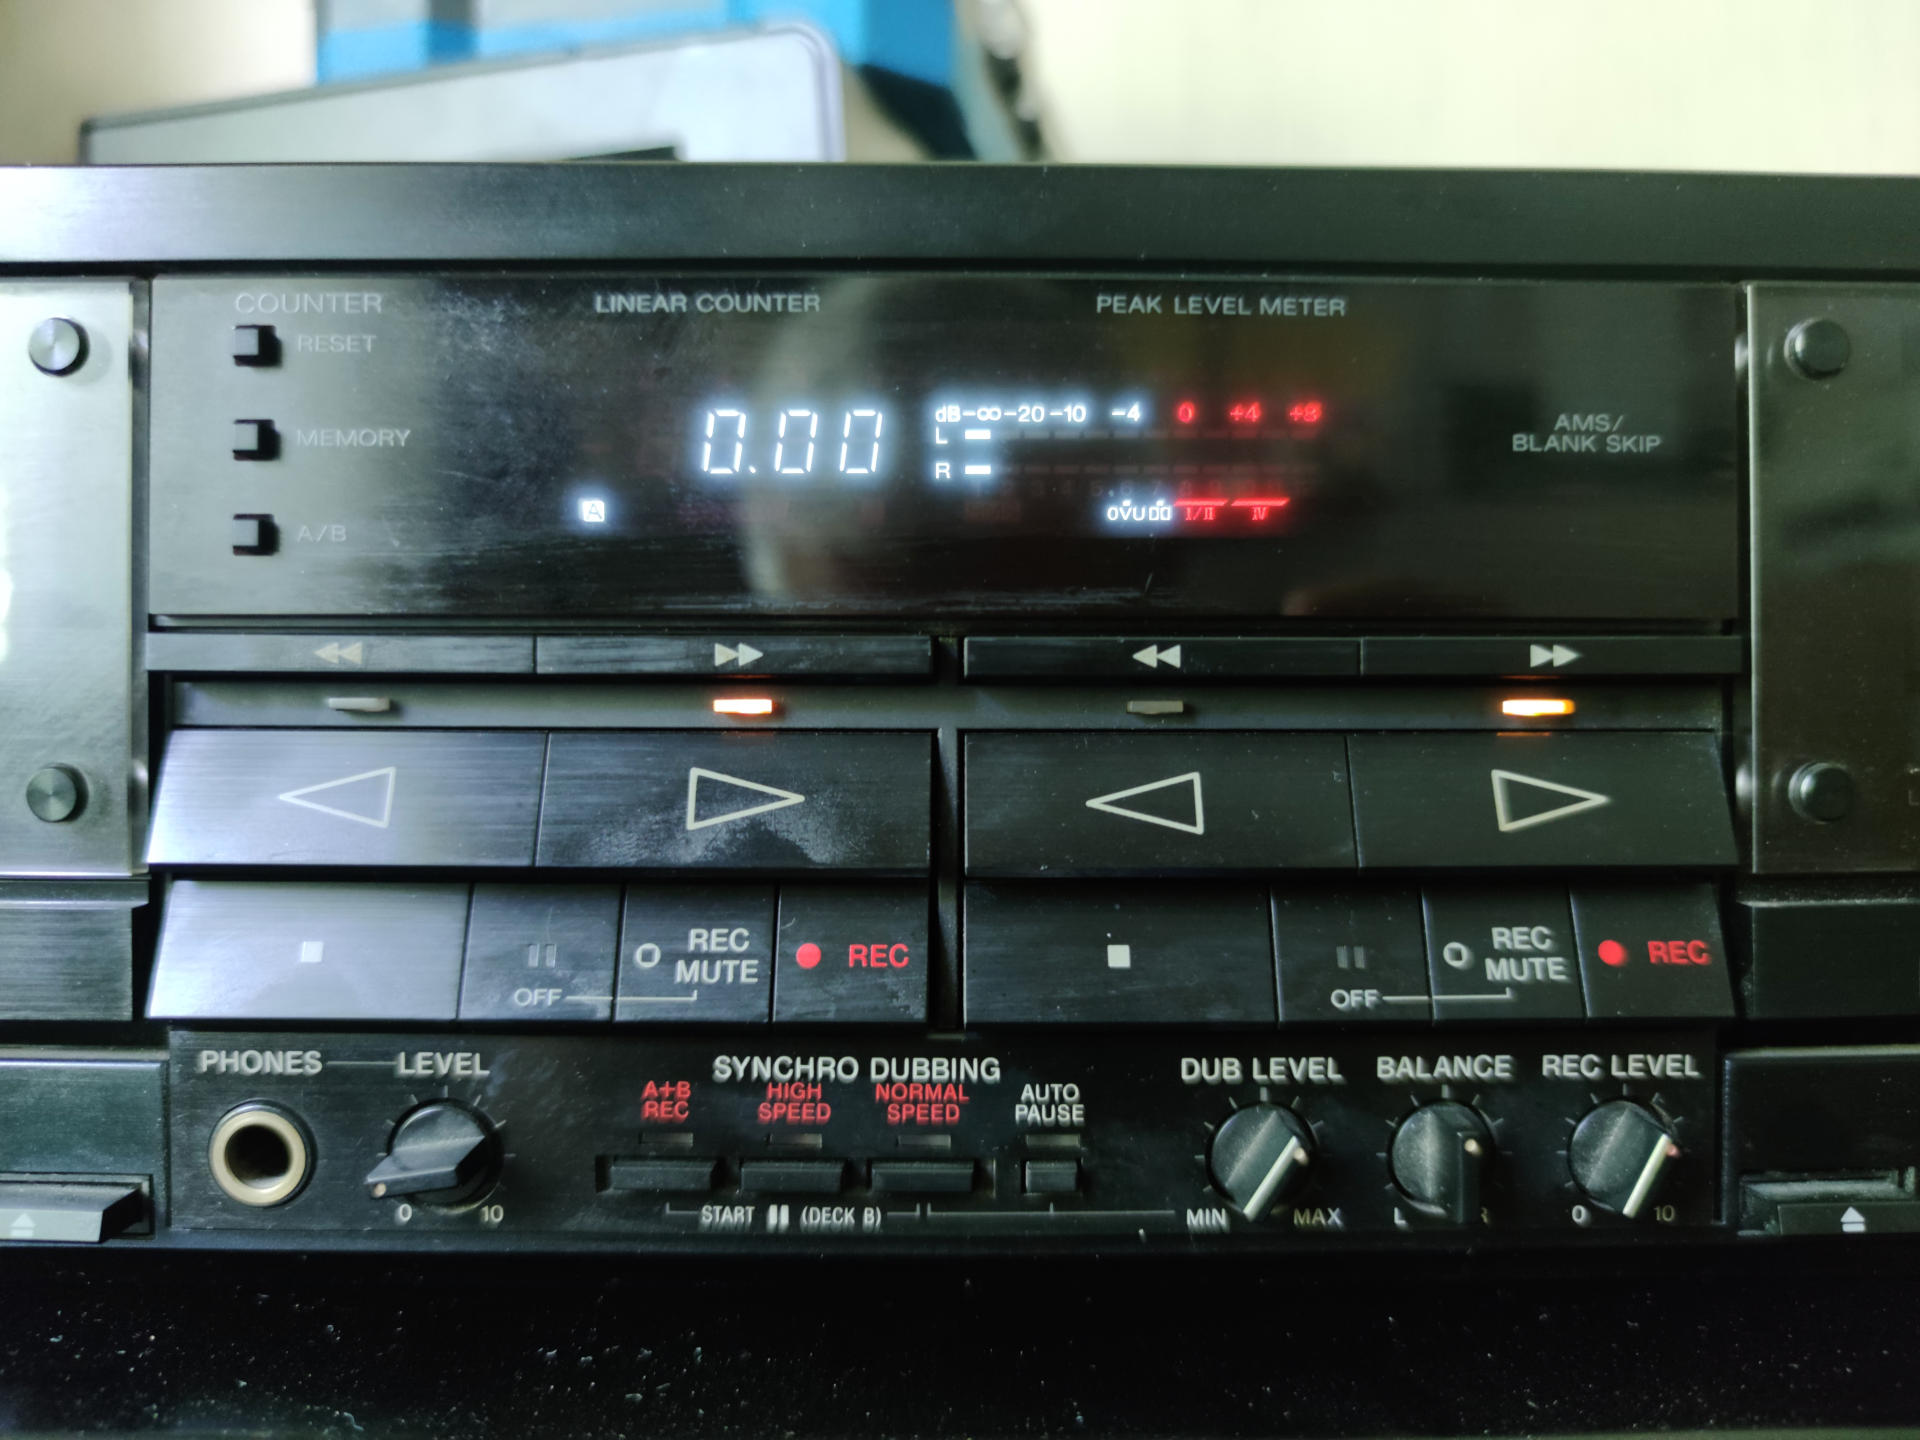 COUNTER
LINEAR COUNTER
PEAK LEVEL METER
RESET
MEMORY
A/B
0.00
A
dB -∞ -20 -10 -4 0 +4 +8
L
R
I/II IV
AMS/
BLANK SKIP
REC
MUTE
OFF
REC
REC
MUTE
OFF
REC
PHONES
LEVEL
0 10
SYNCHRO DUBBING
A+B
REC
HIGH
SPEED
NORMAL
SPEED
AUTO
PAUSE
START (DECK B)
DUB LEVEL
MIN MAX
BALANCE
L R
REC LEVEL
0 10